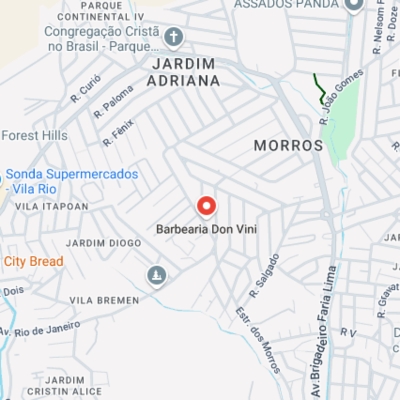 PARQUE
CONTINENTAL IV
ASSADOS PANDA
Congregação Cristã
no Brasil - Parque...
JARDIM
ADRIANA
R. Nelson F
R. Doze
R. João Gomes
R. Curió
R. Paloma
R. Fênix
Forest Hills
MORROS
Sonda Supermercados
- Vila Rio
VILA ITAPOAN
Barbearia Don Vini
JARDIM DIOGO
City Bread
R. Salgado
Av.Brigadeiro Faria Lima
Dois
VILA BREMEN
Estr. dos Morros
Av. Rio de Janeiro
R V
JARDIM
CRISTIN ALICE